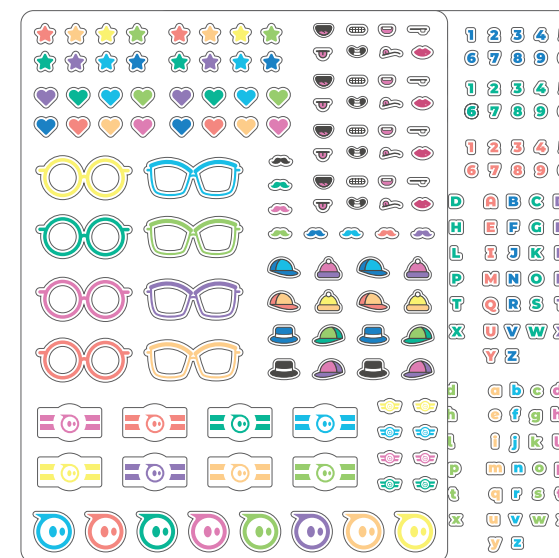 1 2 3 4
6 7 8 9
1 2 3 4
6 7 8 9
1 2 3 4
6 7 8 9
D A B C
H E F G
L I J K
P M N O
T Q R S T
X U V W
Y Z
d a b c
h e f g h
i j k
p m n o
t q r s
x u v w
y z